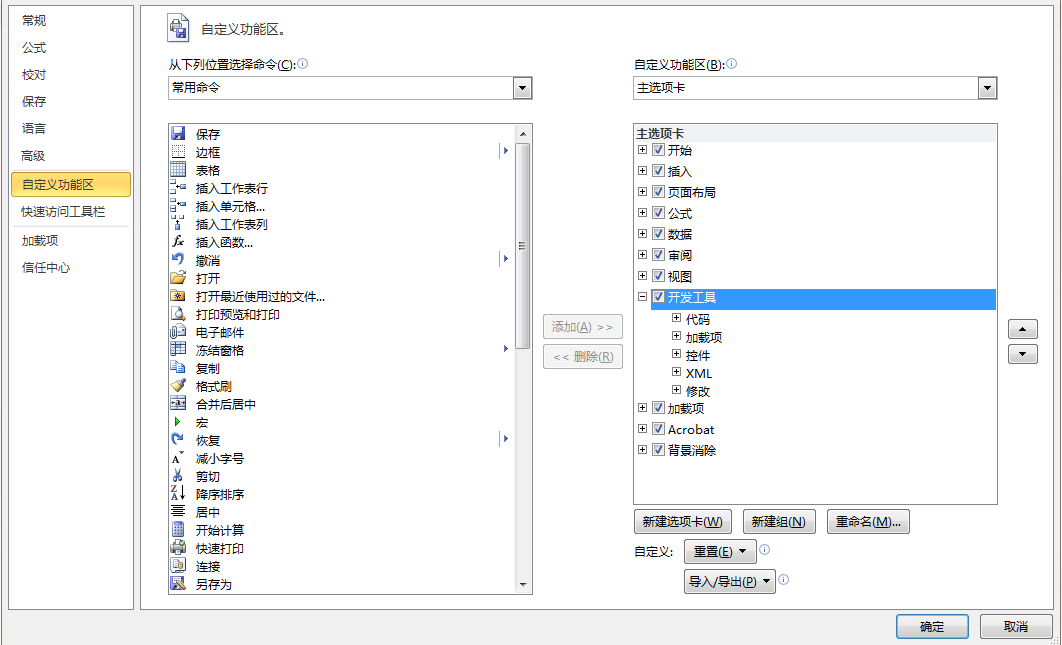 常规
公式
校对
保存
语言
高级
自定义功能区
快速访问工具栏
加载项
信任中心
自定义功能区。
从下列位置选择命令(C):
常用命令
保存
边框
表格
插入工作表行
插入单元格...
插入工作表列
插入函数...
撤消
打开
打开最近使用过的文件...
打印预览和打印
电子邮件
冻结窗格
复制
格式刷
合并后居中
宏
恢复
减小字号
剪切
降序排序
居中
开始计算
快速打印
连接
另存为
添加(A) >>
<< 删除(R)
自定义功能区(B):
主选项卡
主选项卡
开始
插入
页面布局
公式
数据
审阅
视图
开发工具
代码
加载项
控件
XML
修改
加载项
Acrobat
背景消除
新建选项卡(W) 新建组(N) 重命名(M)...
自定义: 重置(E)
导入/导出(P)
确定 取消